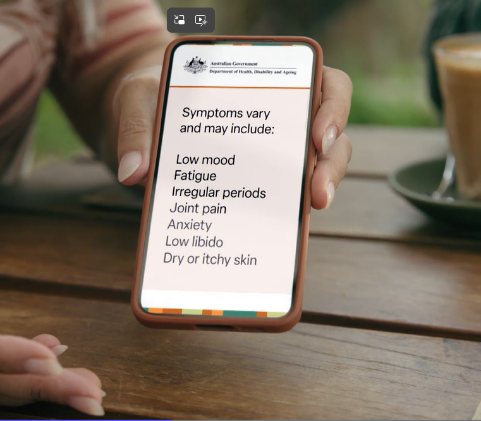 Australian Government
Department of Health, Disability and Ageing
Symptoms vary
and may include:
Low mood
Fatigue
Irregular periods
Joint pain
Anxiety
Low libido
Dry or itchy skin